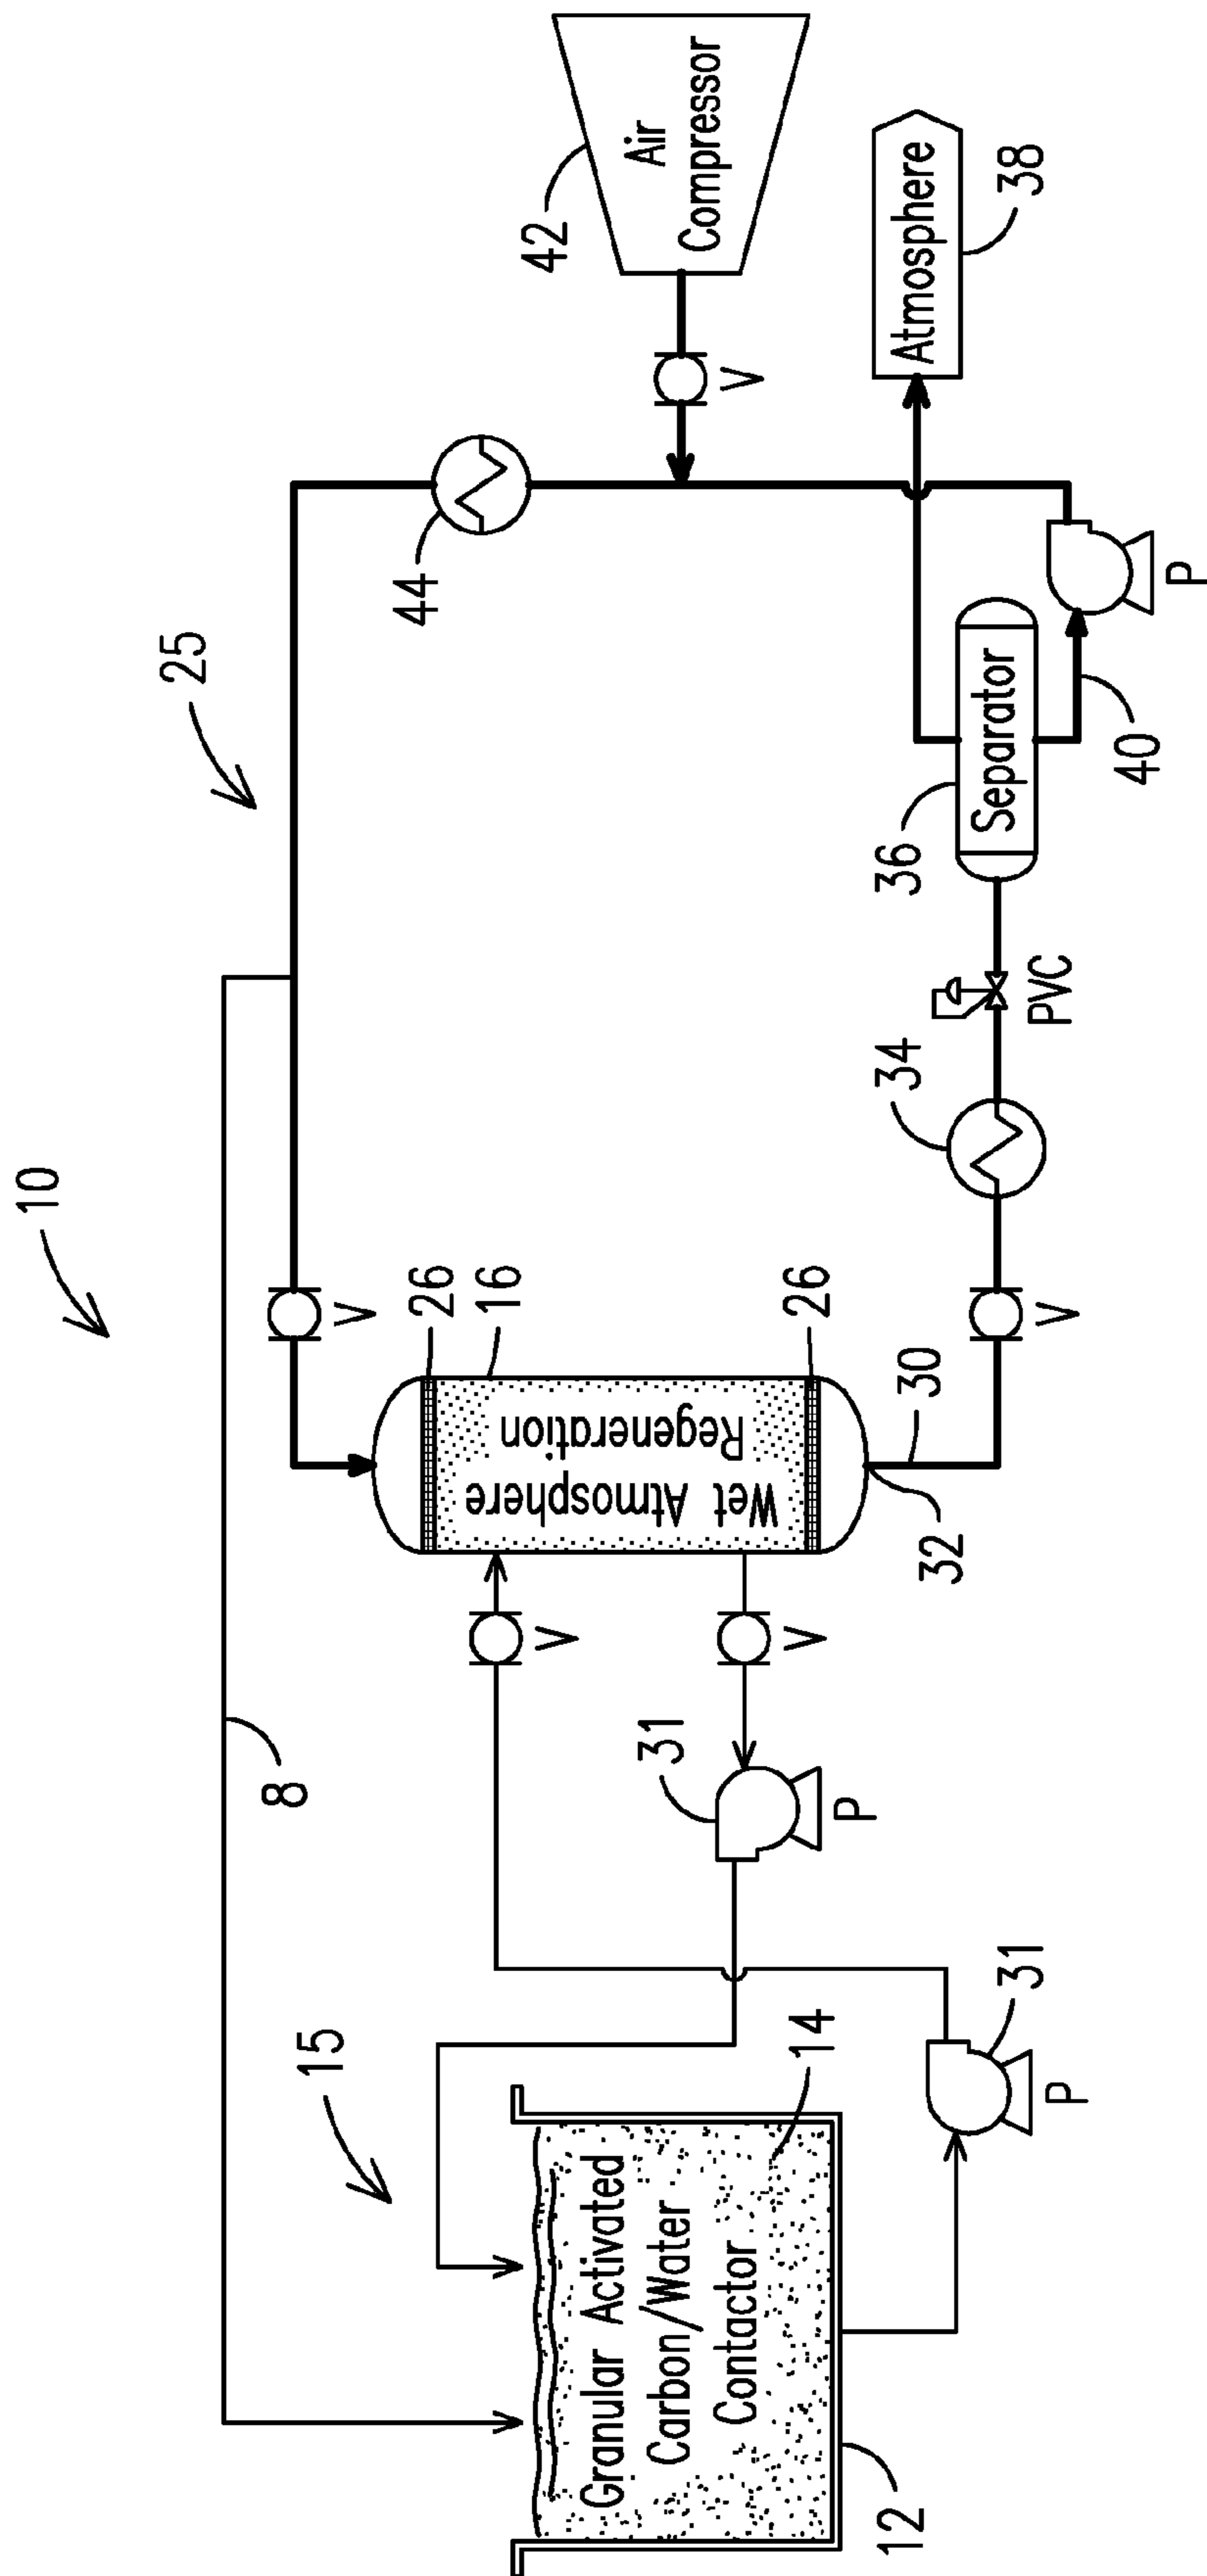 10
25
8
15
44
42
Air
Compressor
V
V
26
16
Wet Atmosphere
Regeneration
26
V
V
31
P
Granular Activated
Carbon/Water
Contactor
14
12
31
P
32
30
V
34
PVC
36
Separator
40
P
Atmosphere
38